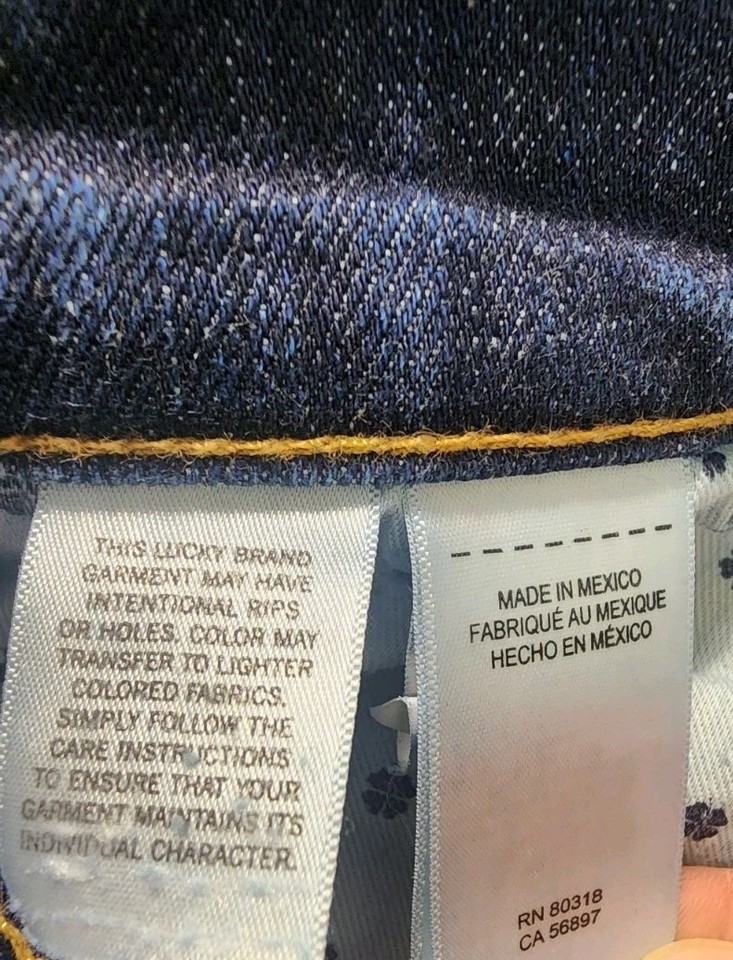 THIS LUCKY BRAND
GARMENT MAY HAVE
INTENTIONAL RIPS
OR HOLES. COLOR MAY
TRANSFER TO LIGHTER
COLORED FABRICS.
SIMPLY FOLLOW THE
CARE INSTRUCTIONS
TO ENSURE THAT YOUR
GARMENT MAINTAINS ITS
INDIVIDUAL CHARACTER.
MADE IN MEXICO
FABRIQUÉ AU MEXIQUE
HECHO EN MÉXICO
RN 80318
CA 56897